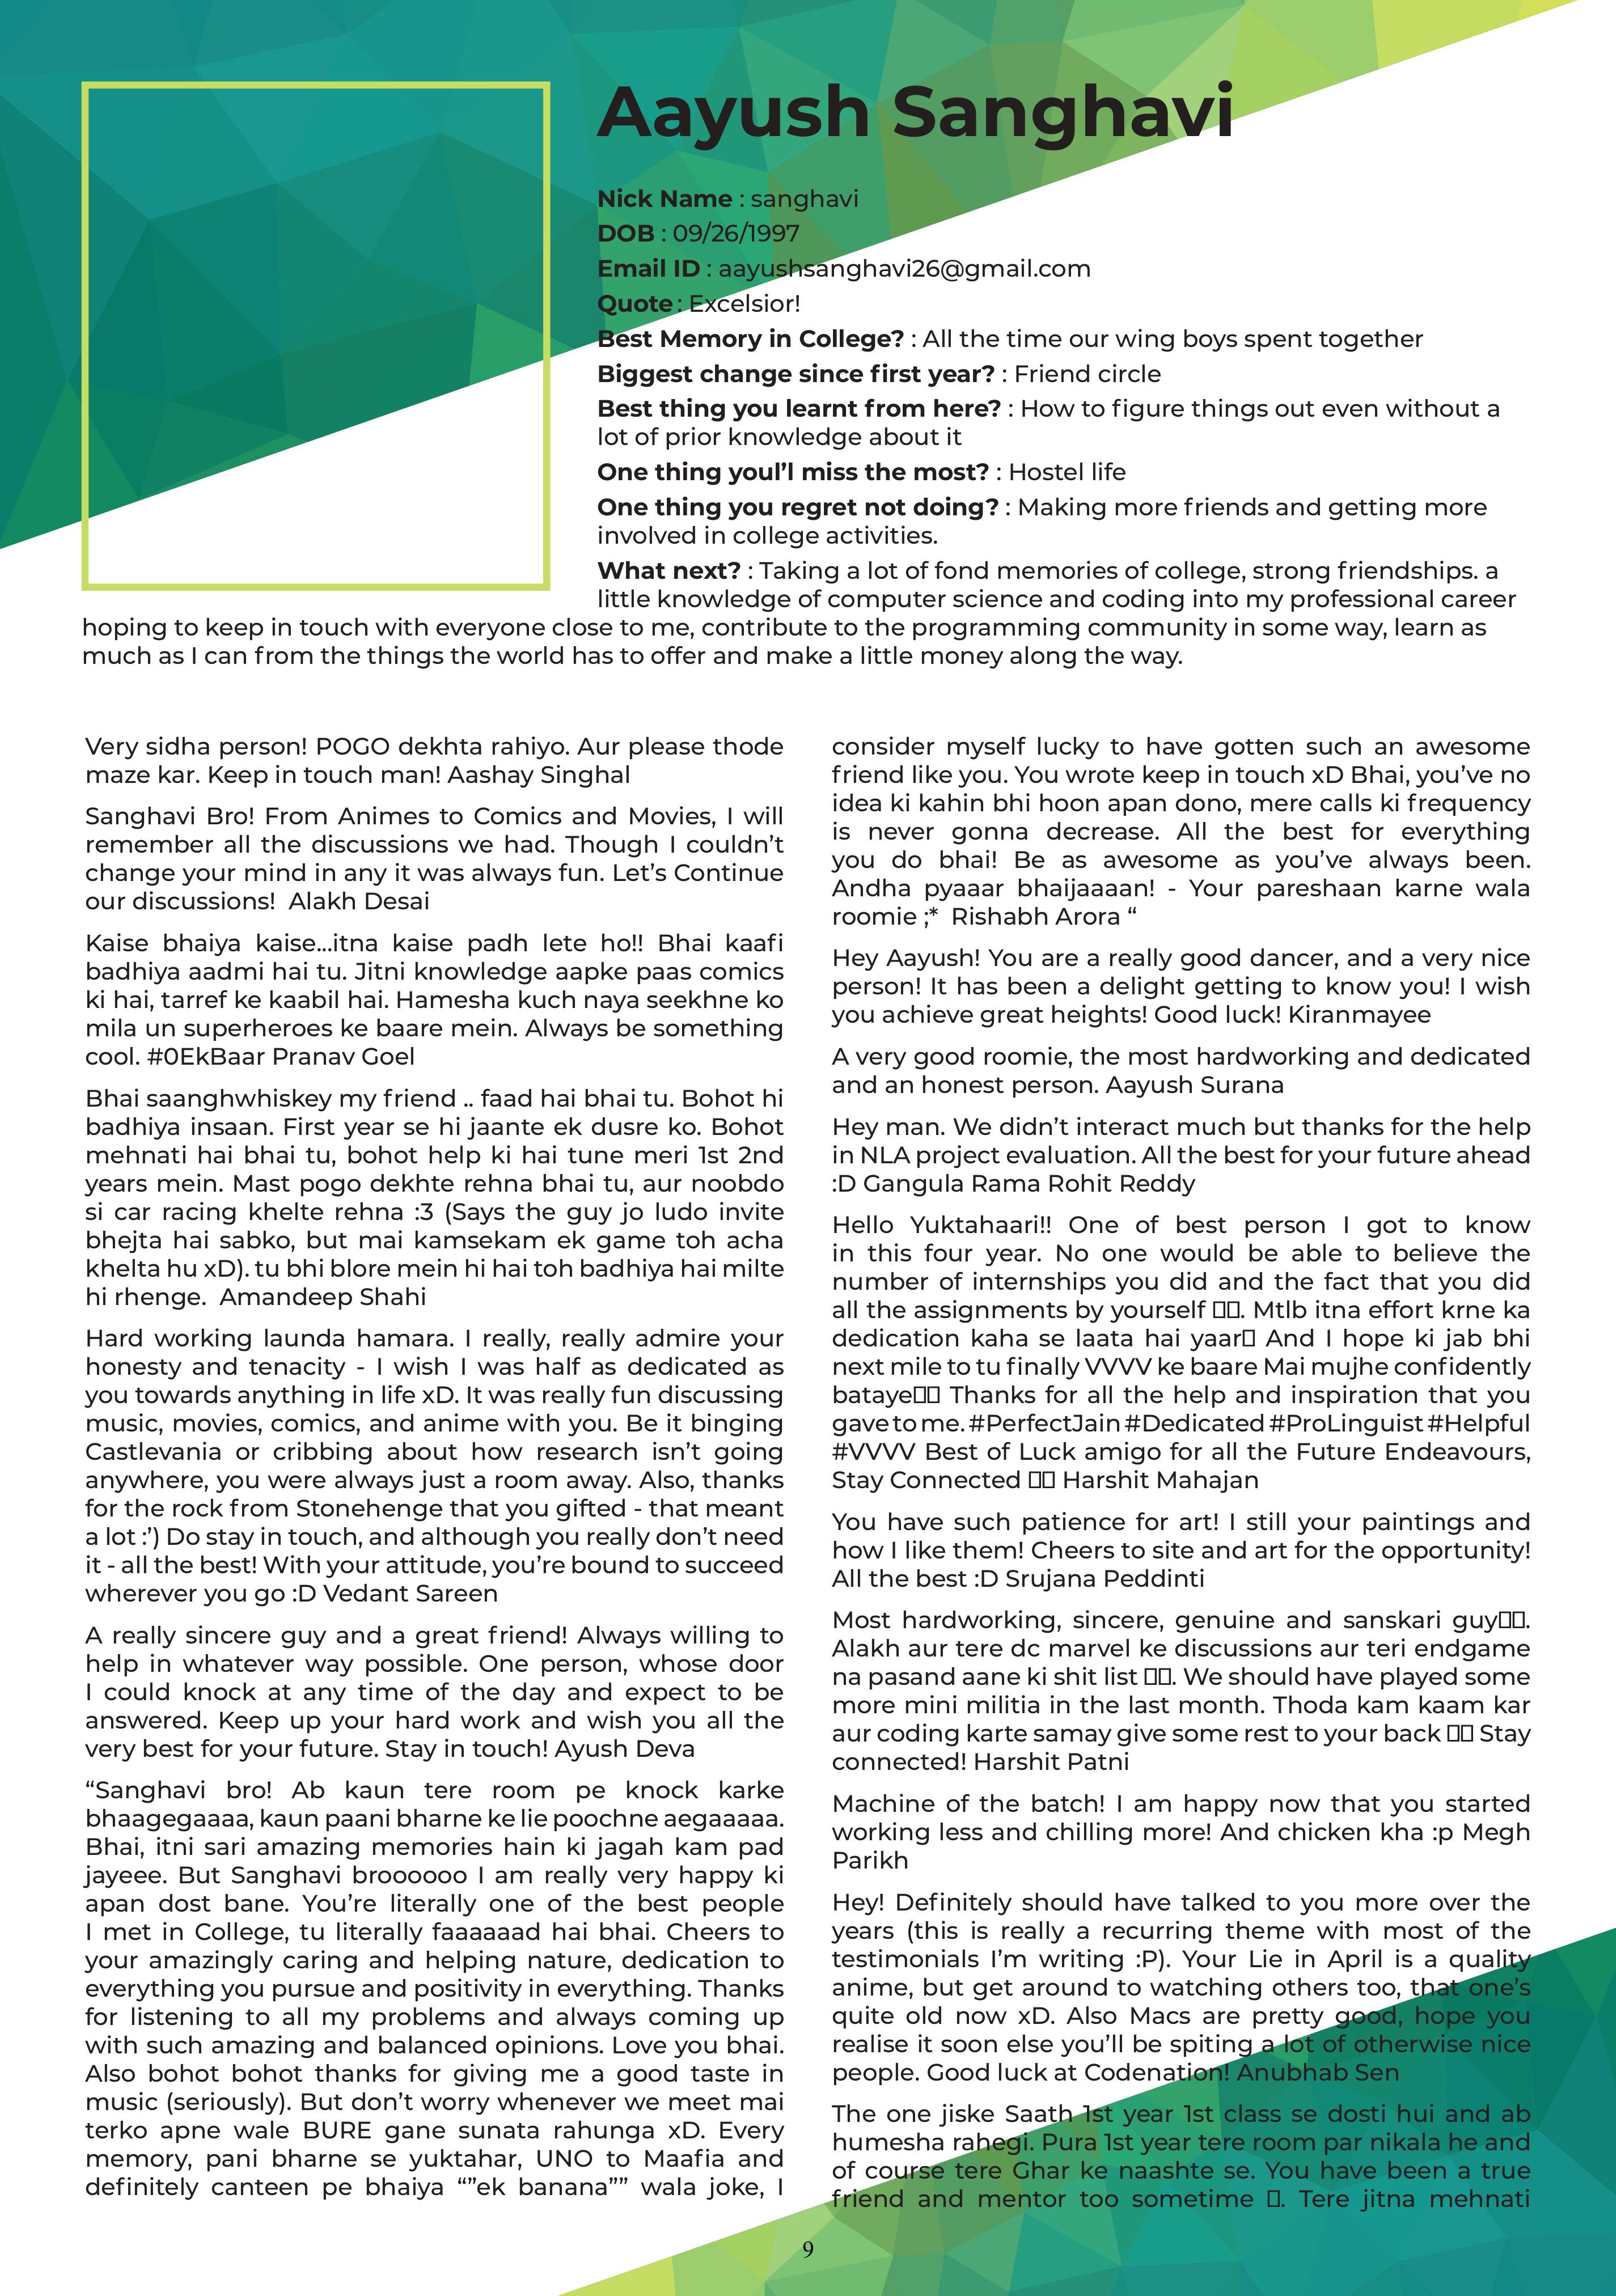 Aayush Sanghavi
Nick Name : sanghavi
DOB : 09/26/1997
Email ID : aayushsanghavi26@gmail.com
Quote : Excelsior!
Best Memory in College? : All the time our wing boys spent together
Biggest change since first year? : Friend circle
Best thing you learnt from here? : How to figure things out even without a
lot of prior knowledge about it
One thing youl’l miss the most? : Hostel life
One thing you regret not doing? : Making more friends and getting more
involved in college activities.
What next? : Taking a lot of fond memories of college, strong friendships. a
little knowledge of computer science and coding into my professional career
hoping to keep in touch with everyone close to me, contribute to the programming community in some way, learn as
much as I can from the things the world has to offer and make a little money along the way.
Very sidha person! POGO dekhta rahiyo. Aur please thode
maze kar. Keep in touch man! Aashay Singhal
Sanghavi Bro! From Animes to Comics and Movies, I will
remember all the discussions we had. Though I couldn’t
change your mind in any it was always fun. Let’s Continue
our discussions! Alakh Desai
Kaise bhaiya kaise...itna kaise padh lete ho!! Bhai kaafi
badhiya aadmi hai tu. Jitni knowledge aapke paas comics
ki hai, tarref ke kaabil hai. Hamesha kuch naya seekhne ko
mila un superheroes ke baare mein. Always be something
cool. #0EkBaar Pranav Goel
Bhai saanghwhiskey my friend .. faad hai bhai tu. Bohot hi
badhiya insaan. First year se hi jaante ek dusre ko. Bohot
mehnati hai bhai tu, bohot help ki hai tune meri 1st 2nd
years mein. Mast pogo dekhte rehna bhai tu, aur noobdo
si car racing khelte rehna :3 (Says the guy jo ludo invite
bhejta hai sabko, but mai kamsekam ek game toh acha
khelta hu xD). tu bhi blore mein hi hai toh badhiya hai milte
hi rhenge. Amandeep Shahi
Hard working launda hamara. I really, really admire your
honesty and tenacity - I wish I was half as dedicated as
you towards anything in life xD. It was really fun discussing
music, movies, comics, and anime with you. Be it binging
Castlevania or cribbing about how research isn’t going
anywhere, you were always just a room away. Also, thanks
for the rock from Stonehenge that you gifted - that meant
a lot :’) Do stay in touch, and although you really don’t need
it - all the best! With your attitude, you’re bound to succeed
wherever you go :D Vedant Sareen
A really sincere guy and a great friend! Always willing to
help in whatever way possible. One person, whose door
I could knock at any time of the day and expect to be
answered. Keep up your hard work and wish you all the
very best for your future. Stay in touch! Ayush Deva
“Sanghavi bro! Ab kaun tere room pe knock karke
bhaagegaaaa, kaun paani bharne ke lie poochne aegaaaaa.
Bhai, itni sari amazing memories hain ki jagah kam pad
jayeee. But Sanghavi broooooo I am really very happy ki
apan dost bane. You’re literally one of the best people
I met in College, tu literally faaaaaad hai bhai. Cheers to
your amazingly caring and helping nature, dedication to
everything you pursue and positivity in everything. Thanks
for listening to all my problems and always coming up
with such amazing and balanced opinions. Love you bhai.
Also bohot bohot thanks for giving me a good taste in
music (seriously). But don’t worry whenever we meet mai
terko apne wale BURE gane sunata rahunga xD. Every
memory, pani bharne se yuktahar, UNO to Maafia and
definitely canteen pe bhaiya “”ek banana”” wala joke, I
consider myself lucky to have gotten such an awesome
friend like you. You wrote keep in touch xD Bhai, you’ve no
idea ki kahin bhi hoon apan dono, mere calls ki frequency
is never gonna decrease. All the best for everything
you do bhai! Be as awesome as you’ve always been.
Andha pyaaar bhaijaaaan! - Your pareshaan karne wala
roomie ;* Rishabh Arora “
Hey Aayush! You are a really good dancer, and a very nice
person! It has been a delight getting to know you! I wish
you achieve great heights! Good luck! Kiranmayee
A very good roomie, the most hardworking and dedicated
and an honest person. Aayush Surana
Hey man. We didn’t interact much but thanks for the help
in NLA project evaluation. All the best for your future ahead
:D Gangula Rama Rohit Reddy
Hello Yuktahaari!! One of best person I got to know
in this four year. No one would be able to believe the
number of internships you did and the fact that you did
all the assignments by yourself ▯▯. Mtlb itna effort krne ka
dedication kaha se laata hai yaar▯ And I hope ki jab bhi
next mile to tu finally VVVV ke baare Mai mujhe confidently
bataye▯▯ Thanks for all the help and inspiration that you
gave to me. #PerfectJain #Dedicated #ProLinguist #Helpful
#VVVV Best of Luck amigo for all the Future Endeavours,
Stay Connected ▯▯ Harshit Mahajan
You have such patience for art! I still your paintings and
how I like them! Cheers to site and art for the opportunity!
All the best :D Srujana Peddinti
Most hardworking, sincere, genuine and sanskari guy▯▯.
Alakh aur tere dc marvel ke discussions aur teri endgame
na pasand aane ki shit list ▯▯. We should have played some
more mini militia in the last month. Thoda kam kaam kar
aur coding karte samay give some rest to your back ▯▯ Stay
connected! Harshit Patni
Machine of the batch! I am happy now that you started
working less and chilling more! And chicken kha :p Megh
Parikh
Hey! Definitely should have talked to you more over the
years (this is really a recurring theme with most of the
testimonials I’m writing :P). Your Lie in April is a quality
anime, but get around to watching others too, that one’s
quite old now xD. Also Macs are pretty good, hope you
realise it soon else you’ll be spiting a lot of otherwise nice
people. Good luck at Codenation! Anubhab Sen
The one jiske Saath 1st year 1st class se dosti hui and ab
humesha rahegi. Pura 1st year tere room par nikala he and
of course tere Ghar ke naashte se. You have been a true
friend and mentor too sometime ▯. Tere jitna mehnati
9